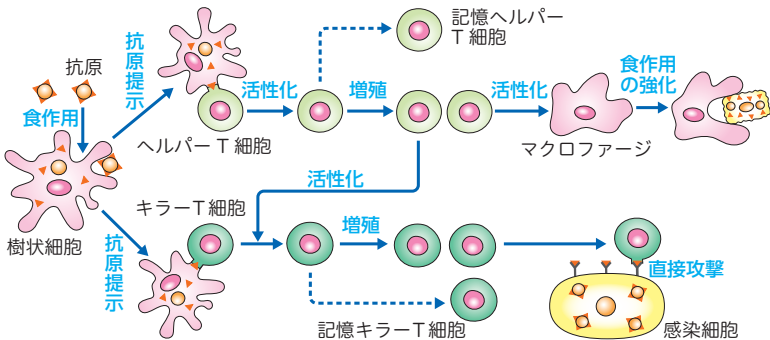 抗原
食作用
樹状細胞
抗原提示
ヘルパーT 細胞
活性化
増殖
記憶ヘルパー
T 細胞
活性化
マクロファージ
食作用
の強化
活性化
抗原提示
キラーT細胞
増殖
記憶キラーT細胞
直接攻撃
感染細胞